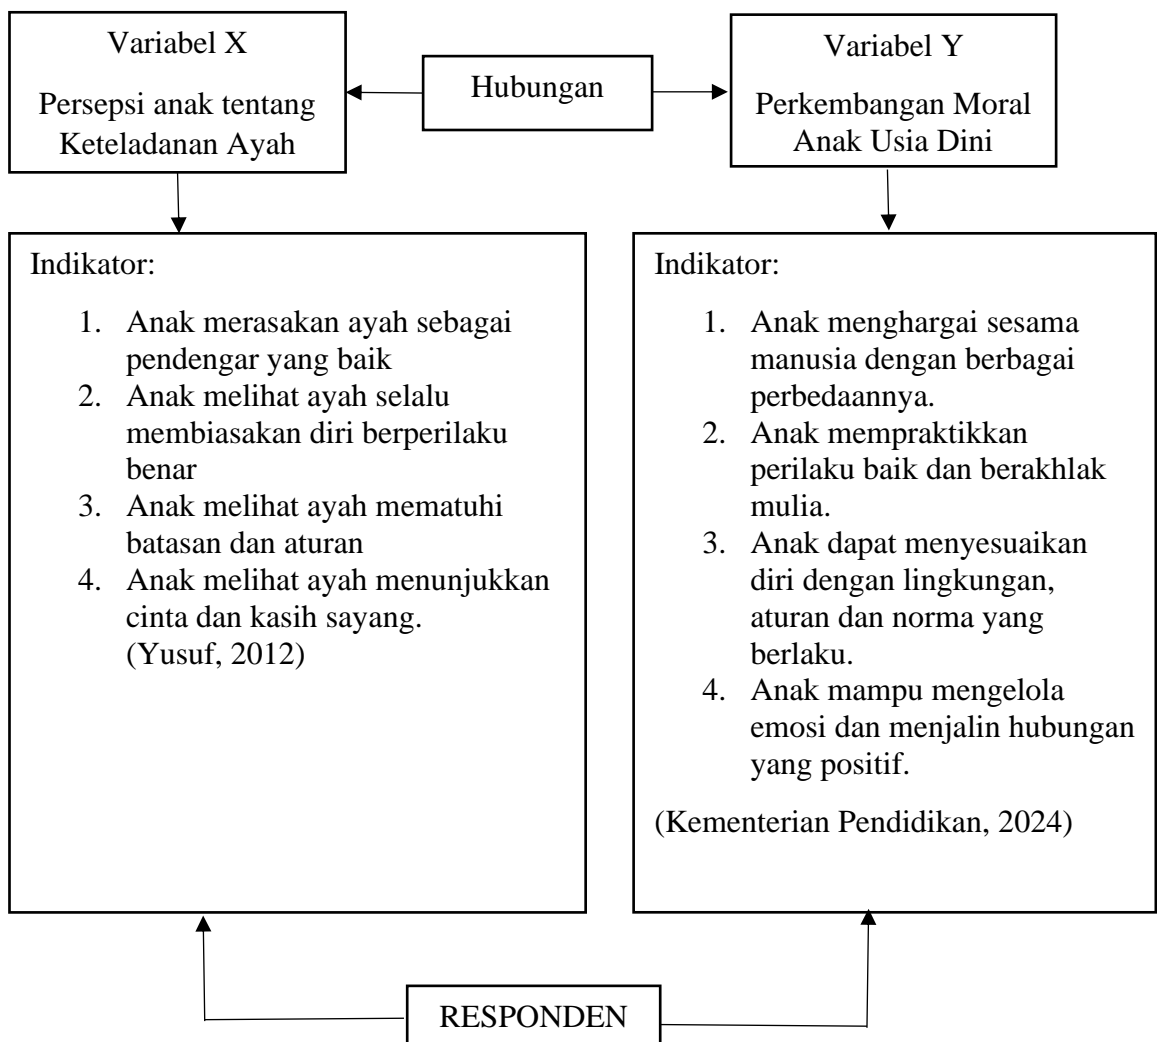 Variabel X
Persepsi anak tentang
Keteladanan Ayah
Hubungan
Variabel Y
Perkembangan Moral
Anak Usia Dini
Indikator:
1. Anak merasakan ayah sebagai
pendengar yang baik
2. Anak melihat ayah selalu
membiasakan diri berperilaku
benar
3. Anak melihat ayah mematuhi
batasan dan aturan
4. Anak melihat ayah menunjukkan
cinta dan kasih sayang.
(Yusuf, 2012)
Indikator:
1. Anak menghargai sesama
manusia dengan berbagai
perbedaannya.
2. Anak mempraktikkan
perilaku baik dan berakhlak
mulia.
3. Anak dapat menyesuaikan
diri dengan lingkungan,
aturan dan norma yang
berlaku.
4. Anak mampu mengelola
emosi dan menjalin hubungan
yang positif.
(Kementerian Pendidikan, 2024)
RESPONDEN